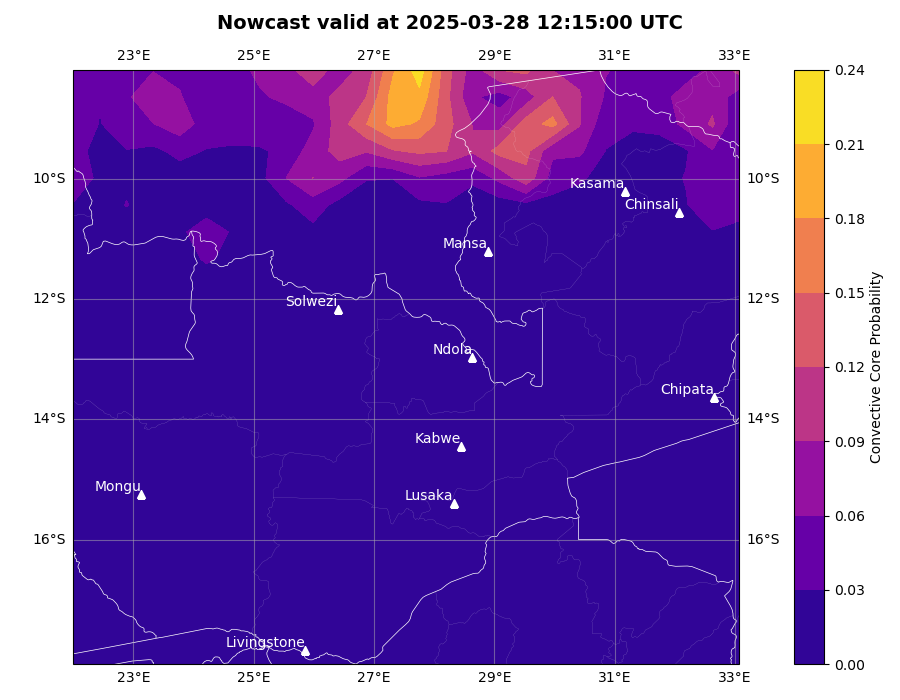 Nowcast valid at 2025-03-28 12:15:00 UTC
23°E 25°E 27°E 29°E 31°E 33°E
0.24
0.21
0.18
0.15
0.12
0.09
0.06
0.03
0.00
Convective Core Probability
10°S 10°S
12°S 12°S
14°S 14°S
16°S 16°S
Kasama
Chinsali
Mansa
Solwezi
Ndola
Chipata
Kabwe
Mongu
Lusaka
Livingstone
23°E 25°E 27°E 29°E 31°E 33°E